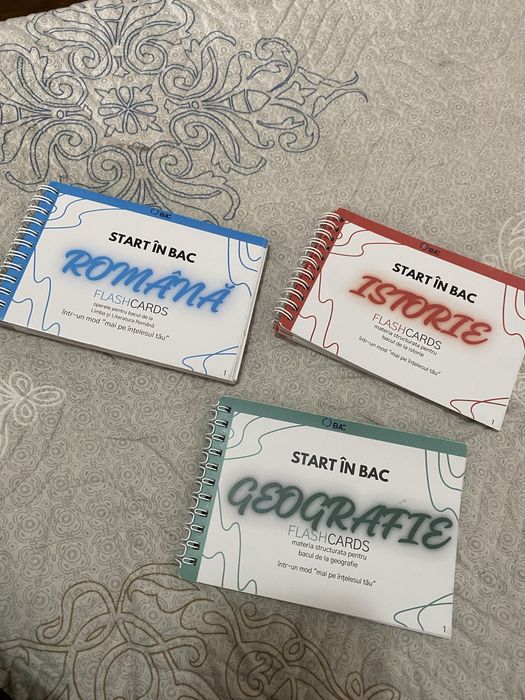 BAC
START ÎN BAC
ROMÂNĂ
FLASHCARDS
operele pentru bacul de la
Limba și Literatura Română
într-un mod "mai pe înțelesul tău"
1
BAC
START ÎN BAC
ISTORIE
FLASHCARDS
materia structurata pentru
bacul de la istorie
într-un mod "mai pe înțelesul tău"
1
BAC
START ÎN BAC
GEOGRAFIE
FLASHCARDS
materia structurata pentru
bacul de la geografie
într-un mod "mai pe înțelesul tău"
1